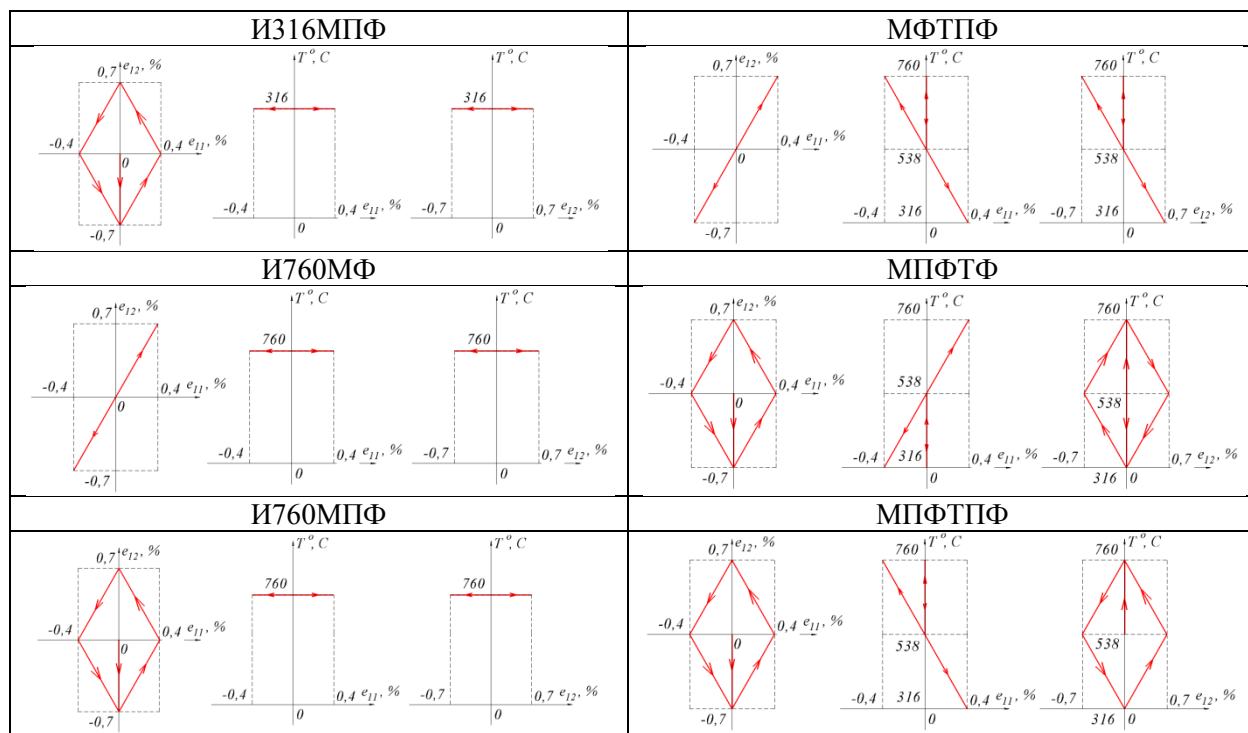 И316МПФ
0,7 e12, %
-0,4 0 0,4 e11, %
-0,7
T°, C
316
-0,4 0,4 e11, %
0
T°, C
316
-0,7 0,7 e12, %
0
МФТПФ
0,7 e12, %
-0,4 0 0,4 e11, %
-0,7
T°, C
760
538
-0,4 316 0,4 e11, %
0
T°, C
760
538
-0,7 316 0,7 e12, %
0
И760МФ
0,7 e12, %
-0,4 0 0,4 e11, %
-0,7
T°, C
760
-0,4 0,4 e11, %
0
T°, C
760
-0,7 0,7 e12, %
0
МПФТФ
0,7 e12, %
-0,4 0 0,4 e11, %
-0,7
T°, C
760
538
-0,4 316 0,4 e11, %
0
T°, C
760
538
-0,7 0,7 e12, %
316 0
И760МПФ
0,7 e12, %
-0,4 0 0,4 e11, %
-0,7
T°, C
760
-0,4 0,4 e11, %
0
T°, C
760
-0,7 0,7 e12, %
0
МПФТПФ
0,7 e12, %
-0,4 0 0,4 e11, %
-0,7
T°, C
760
538
-0,4 316 0,4 e11, %
0
T°, C
760
538
-0,7 0,7 e12, %
316 0